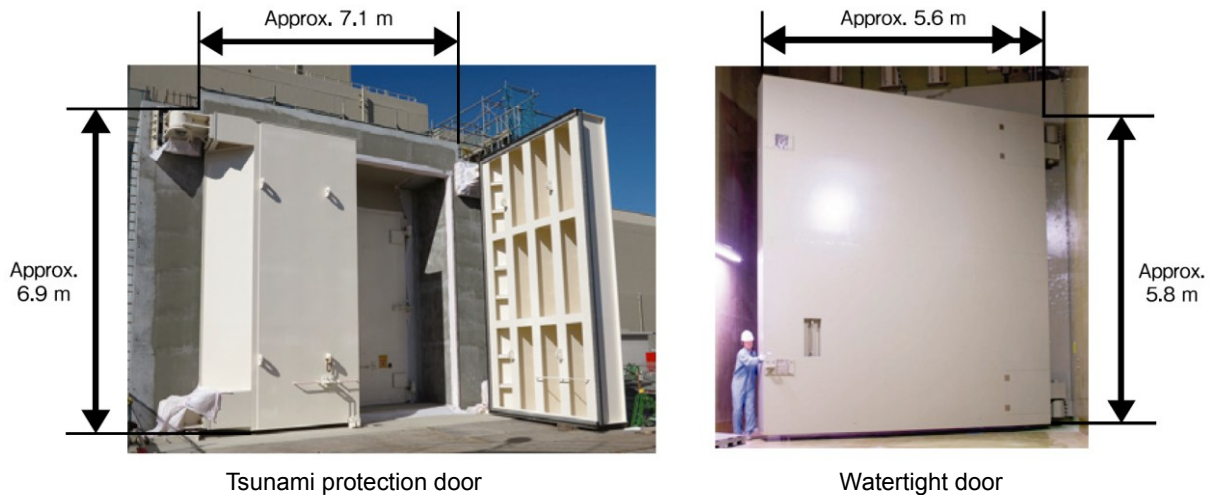 Approx. 7.1 m
Approx. 5.6 m
Approx.
6.9 m
Approx.
5.8 m
Tsunami protection door
Watertight door